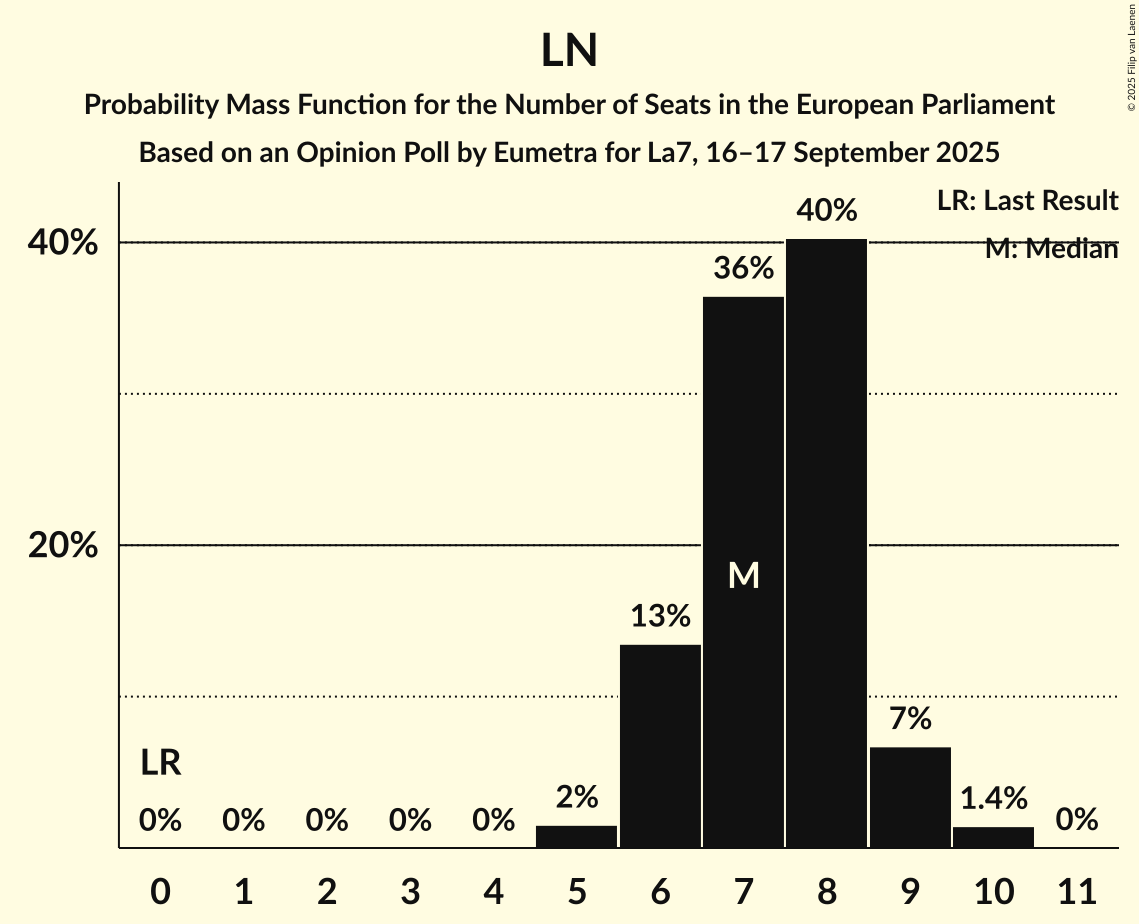 LN
Probability Mass Function for the Number of Seats in the European Parliament
Based on an Opinion Poll by Eumetra for La7, 16–17 September 2025
© 2025 Filip van Laenen
LR: Last Result
M: Median
40%
20%
40%
36%
M
13%
7%
LR
0%
0%
0%
0%
0%
2%
1.4%
0%
0 1 2 3 4 5 6 7 8 9 10 11